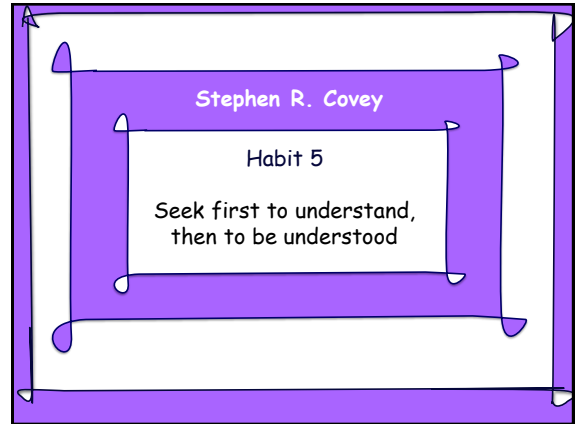 Stephen R. Covey
Habit 5
Seek first to understand,
then to be understood